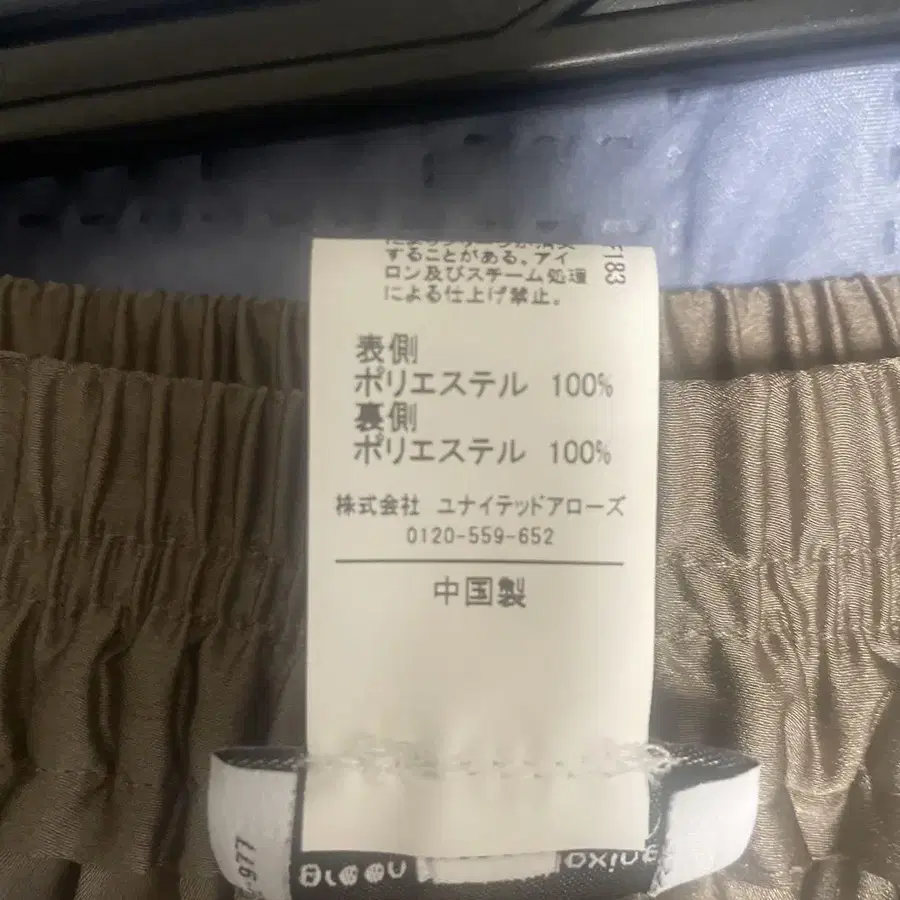 することがある。アイ
ロン及びスチーム処理
による仕上げ禁止。
表側
ポリエステル 100%
裏側
ポリエステル 100%
株式会社 ユナイテッドアローズ
0120-559-652
中国製
F183
green